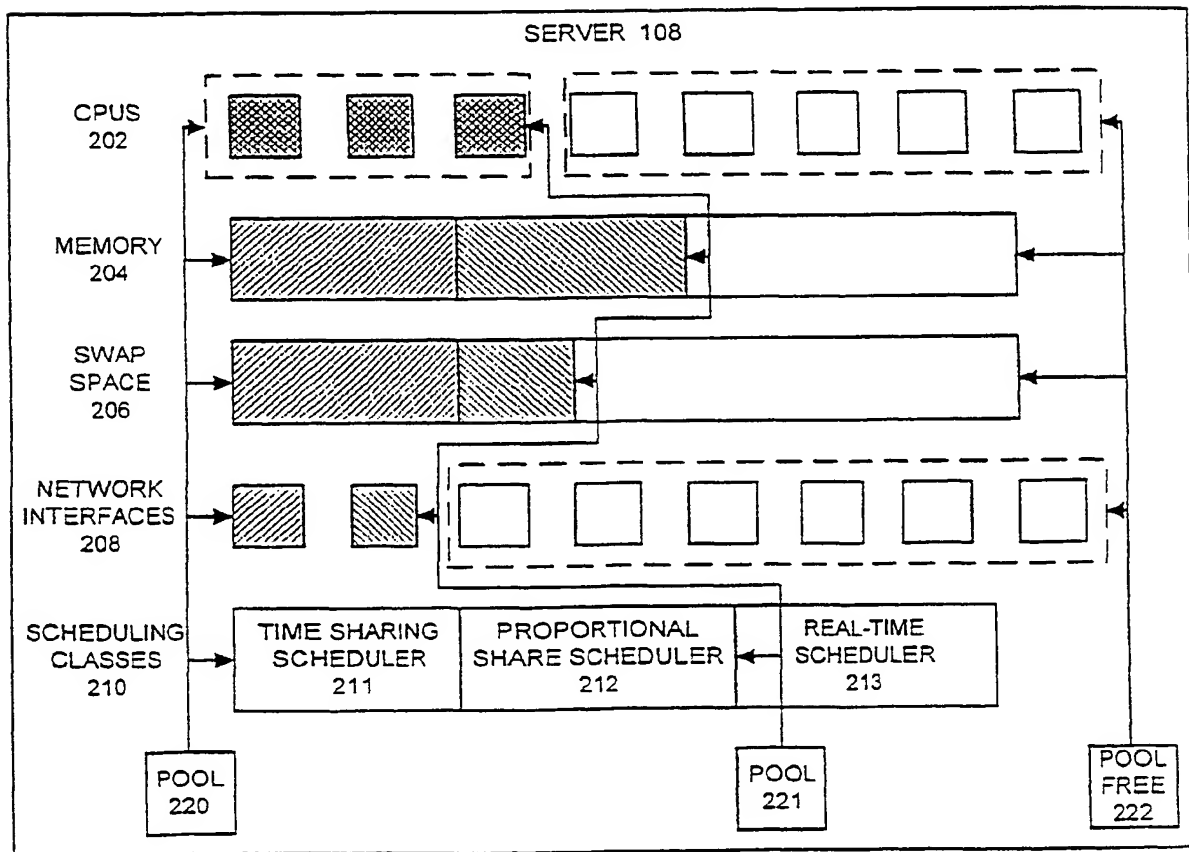 SERVER 108
CPUS
202
MEMORY
204
SWAP
SPACE
206
NETWORK
INTERFACES
208
SCHEDULING
CLASSES
210
TIME SHARING
SCHEDULER
211
PROPORTIONAL
SHARE SCHEDULER
212
REAL-TIME
SCHEDULER
213
POOL
220
POOL
221
POOL
FREE
222